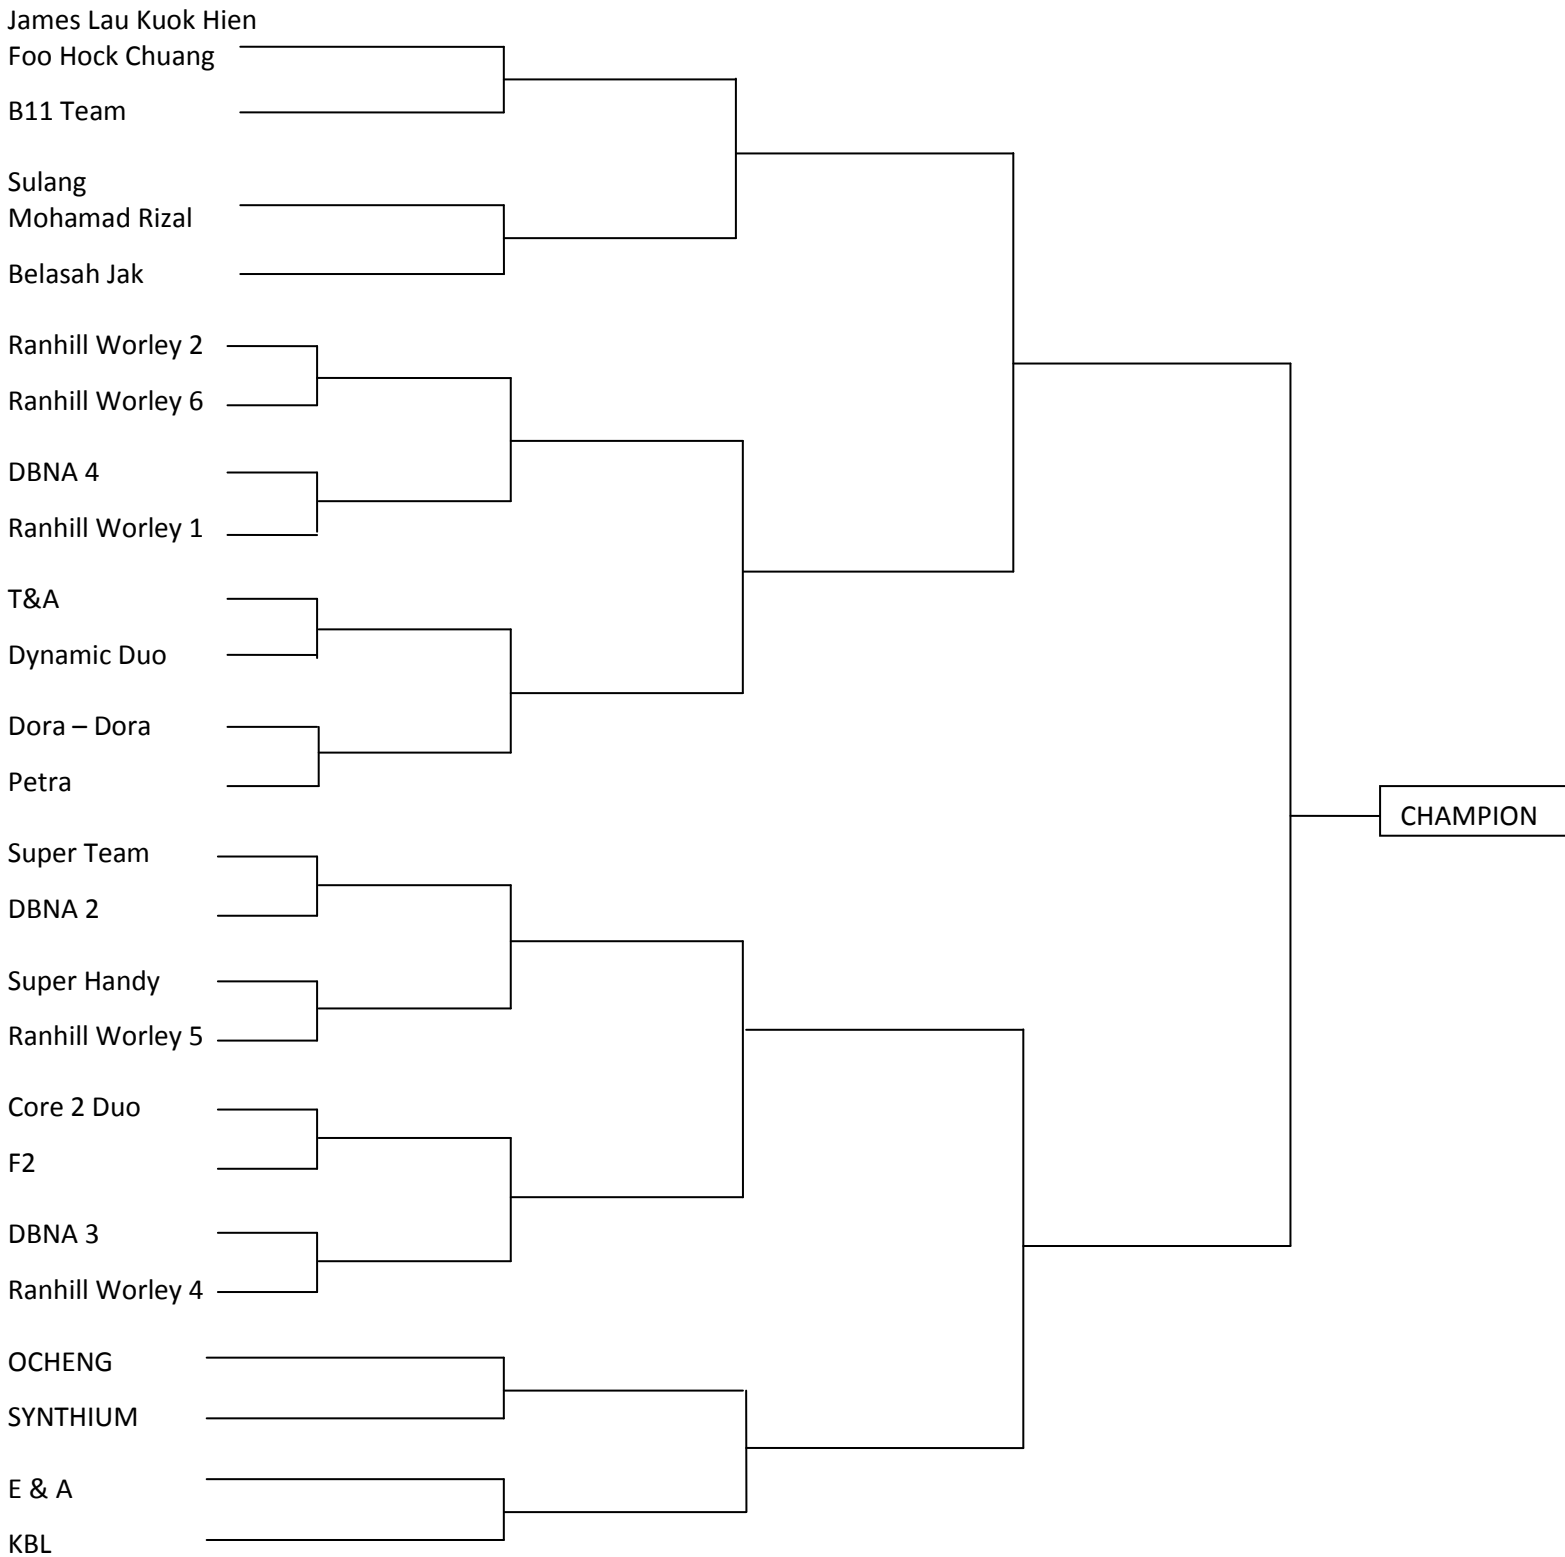 James Lau Kuok Hien
Foo Hock Chuang
B11 Team
Sulang
Mohamad Rizal
Belasah Jak
Ranhill Worley 2
Ranhill Worley 6
DBNA 4
Ranhill Worley 1
T&A
Dynamic Duo
Dora – Dora
Petra
CHAMPION
Super Team
DBNA 2
Super Handy
Ranhill Worley 5
Core 2 Duo
F2
DBNA 3
Ranhill Worley 4
OCHENG
SYNTHIUM
E & A
KBL